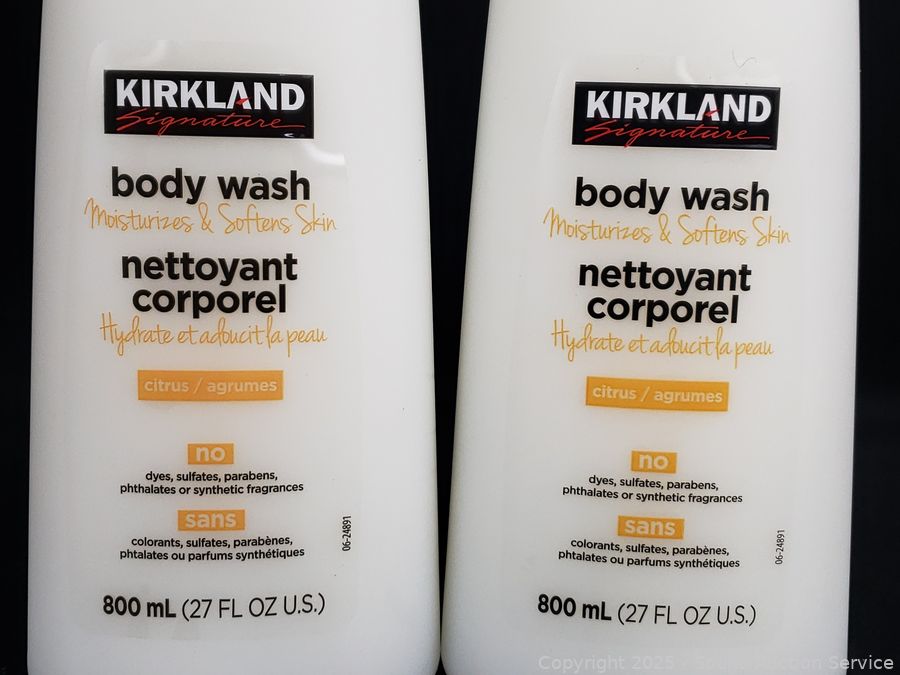 KIRKLAND
Signature
body wash
Moisturizes & Softens Skin
nettoyant
corporel
Hydrate et adoucit la peau
citrus / agrumes
no
dyes, sulfates, parabens,
phthalates or synthetic fragrances
sans
colorants, sulfates, parabènes,
phtalates ou parfums synthétiques
06-24891
800 mL (27 FL OZ U.S.)
KIRKLAND
Signature
body wash
Moisturizes & Softens Skin
nettoyant
corporel
Hydrate et adoucit la peau
citrus / agrumes
no
dyes, sulfates, parabens,
phthalates or synthetic fragrances
sans
colorants, sulfates, parabènes,
phtalates ou parfums synthétiques
06-24891
800 mL (27 FL OZ U.S.)
Copyright 2025 Auction Service